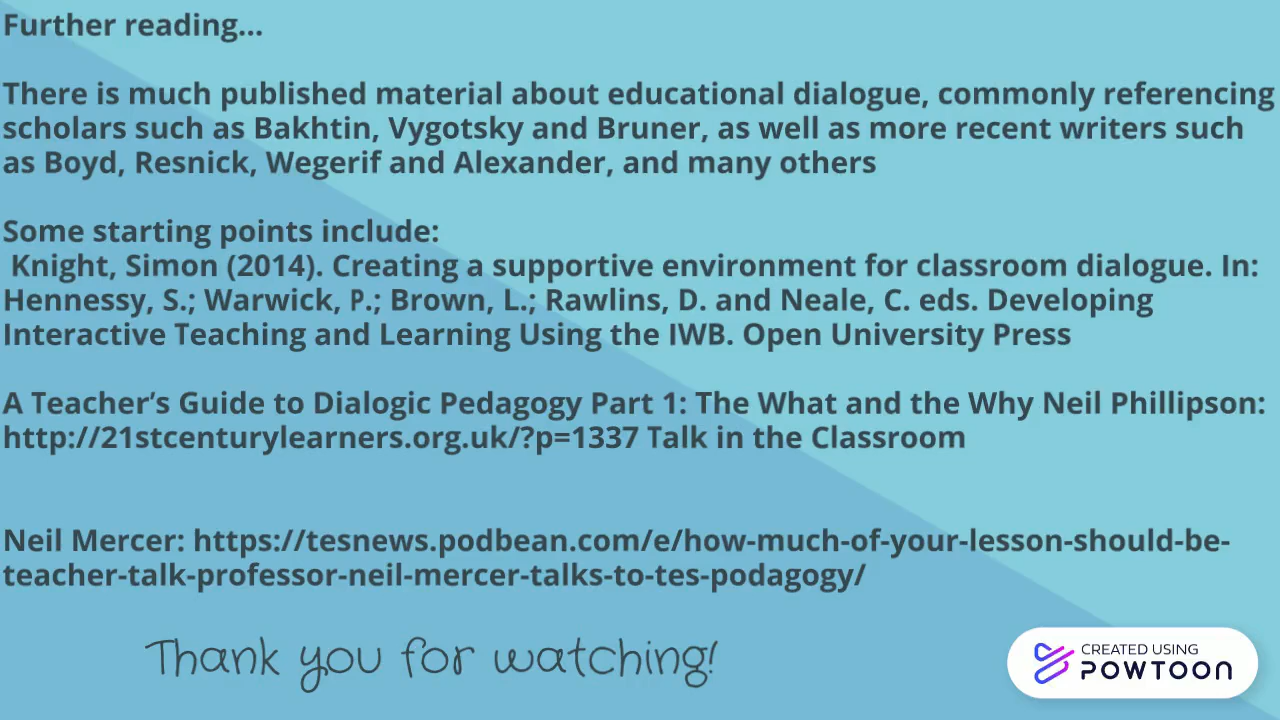 Further reading...
There is much published material about educational dialogue, commonly referencing
scholars such as Bakhtin, Vygotsky and Bruner, as well as more recent writers such
as Boyd, Resnick, Wegerif and Alexander, and many others
Some starting points include:
Knight, Simon (2014). Creating a supportive environment for classroom dialogue. In:
Hennessy, S.; Warwick, P.; Brown, L.; Rawlins, D. and Neale, C. eds. Developing
Interactive Teaching and Learning Using the IWB. Open University Press
A Teacher’s Guide to Dialogic Pedagogy Part 1: The What and the Why Neil Phillipson:
http://21stcenturylearners.org.uk/?p=1337 Talk in the Classroom
Neil Mercer: https://tesnews.podbean.com/e/how-much-of-your-lesson-should-be-
teacher-talk-professor-neil-mercer-talks-to-tes-podagogy/
Thank you for watching!
CREATED USING
POWTOON